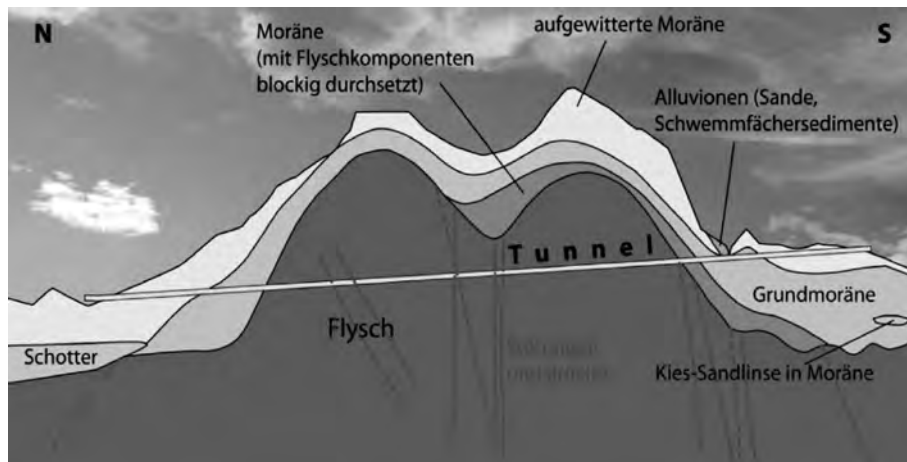 N
Moräne
(mit Flyschkomponenten
blockig durchsetzt)
aufgewitterte Moräne
S
Alluvionen (Sande,
Schwemmfächersedimente)
Tunnel
Grundmoräne
Flysch
Schotter
Kies-Sandlinse in Moräne